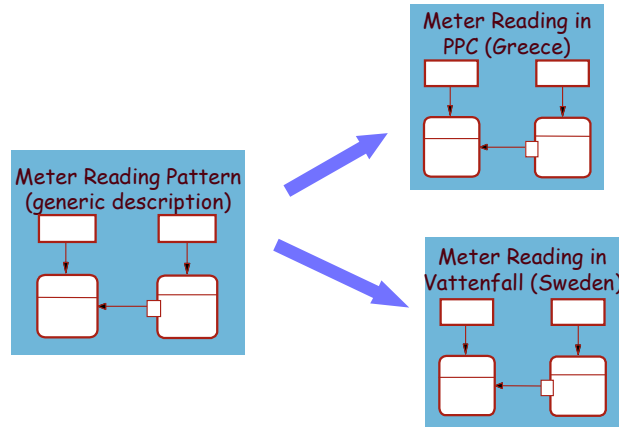 Meter Reading Pattern
(generic description)
Meter Reading in
PPC (Greece)
Meter Reading in
Vattenfall (Sweden)